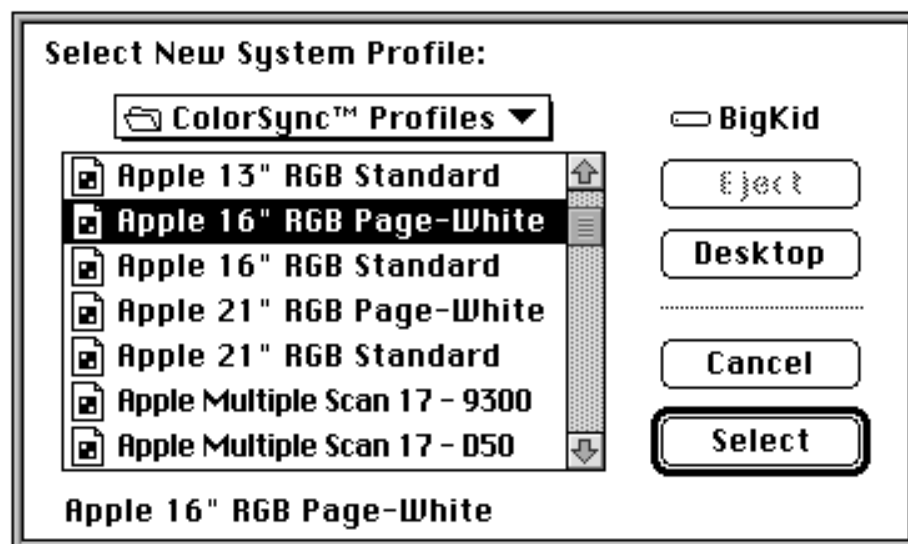 Select New System Profile:
ColorSync™ Profiles
BigKid
Apple 13" RGB Standard
Apple 16" RGB Page-White
Apple 16" RGB Standard
Apple 21" RGB Page-White
Apple 21" RGB Standard
Apple Multiple Scan 17 - 9300
Apple Multiple Scan 17 - D50
Eject
Desktop
Cancel
Select
Apple 16" RGB Page-White